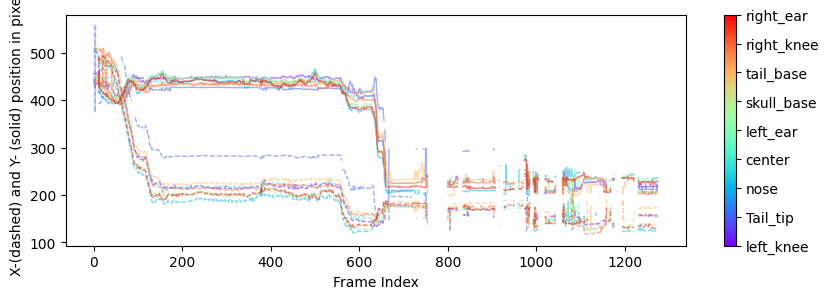 X-(dashed) and Y- (solid) position in pixe
500
400
300
200
100
0
200
400
600
800
1000
1200
Frame Index
right_ear
right_knee
tail_base
skull_base
left_ear
center
nose
Tail_tip
left_knee